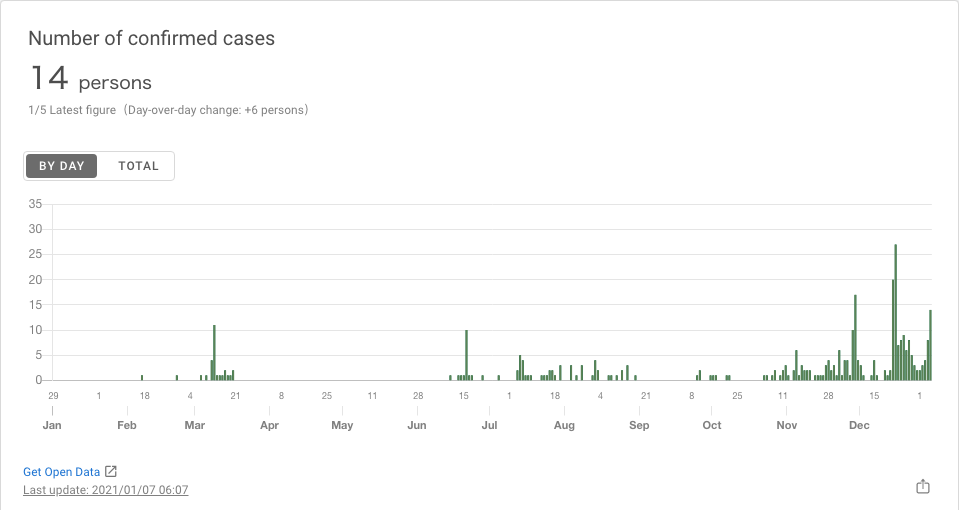 Number of confirmed cases
14 persons
1/5 Latest figure（Day-over-day change: +6 persons）
BY DAY TOTAL
35
30
25
20
15
10
5
0
29 1 18 4 21 8 25 11 28 15 1 18 4 21 8 25 11 28 15 1
Jan Feb Mar Apr May Jun Jul Aug Sep Oct Nov Dec
Get Open Data
Last update: 2021/01/07 06:07